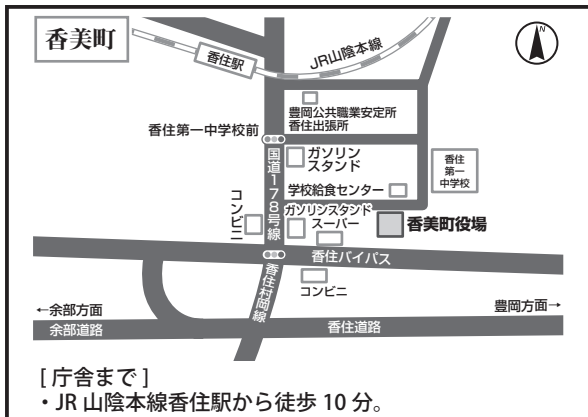 香美町
N
JR山陰本線
香住駅
豊岡公共職業安定所
香住出張所
香住第一中学校前
ガソリン
スタンド
香住
第一
中学校
国道178号線
学校給食センター
コンビニ
ガソリンスタンド
スーパー
香美町役場
香住バイパス
コンビニ
香住村岡線
←余部方面
豊岡方面→
余部道路
香住道路
[庁舎まで]
・JR山陰本線香住駅から徒歩10分。